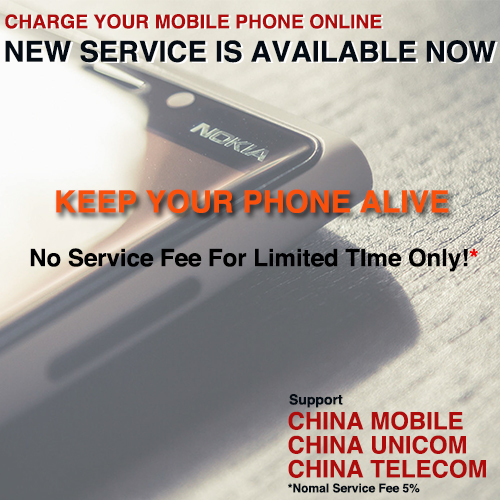 CHARGE YOUR MOBILE PHONE ONLINE
NEW SERVICE IS AVAILABLE NOW
NOKIA
KEEP YOUR PHONE ALIVE
No Service Fee For Limited TIme Only!*
Support
CHINA MOBILE
CHINA UNICOM
CHINA TELECOM
*Nomal Service Fee 5%